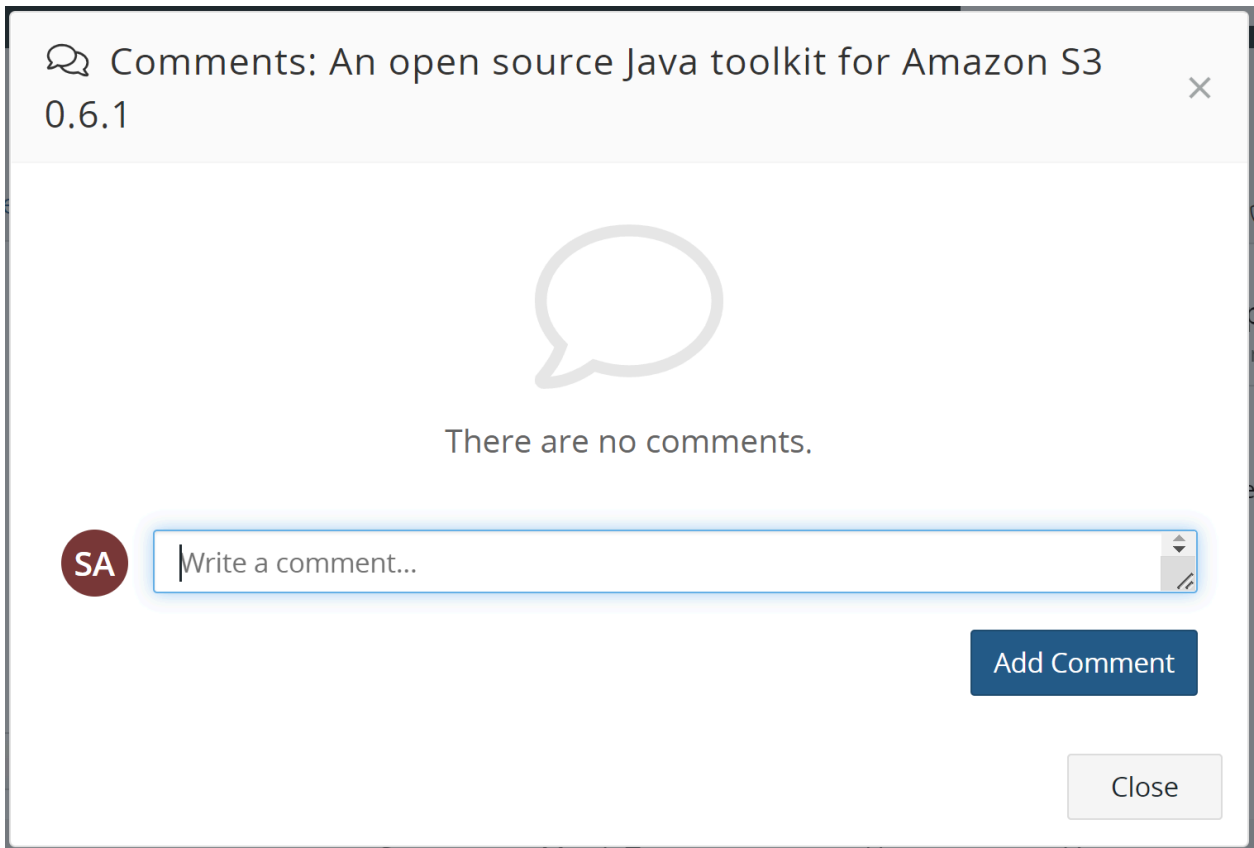 Comments: An open source Java toolkit for Amazon S3
0.6.1
There are no comments.
SA
Write a comment...
Add Comment
Close